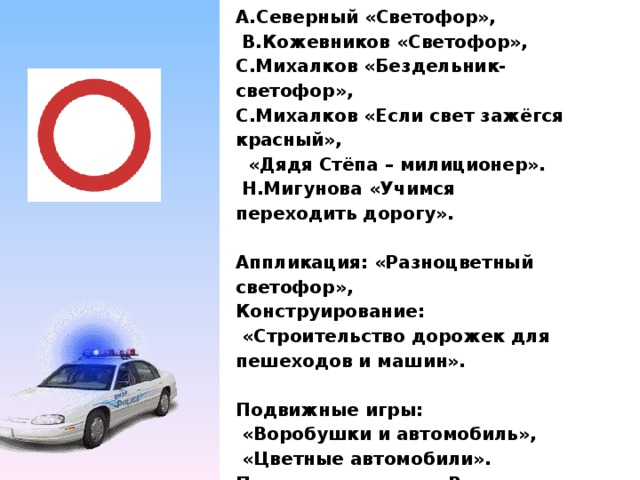 А.Северный «Светофор»,
В.Кожевников «Светофор»,
С.Михалков «Бездельник-
светофор»,
С.Михалков «Если свет зажёгся
красный»,
«Дядя Стёпа – милиционер».
Н.Мигунова «Учимся
переходить дорогу».
Аппликация: «Разноцветный
светофор»,
Конструирование:
«Строительство дорожек для
пешеходов и машин».
Подвижные игры:
«Воробушки и автомобиль»,
«Цветные автомобили».
POLICE